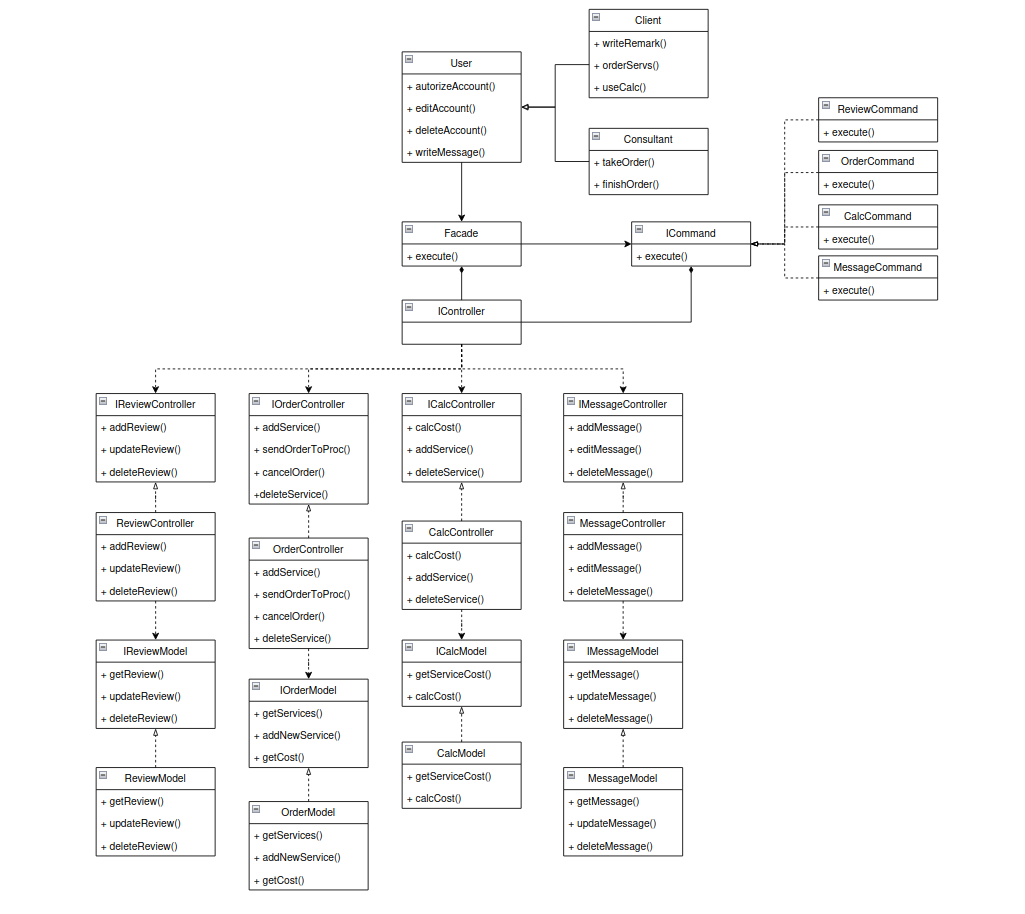 Client
+ writeRemark()
+ orderServs()
+ useCalc()
User
+ autorizeAccount()
+ editAccount()
+ deleteAccount()
+ writeMessage()
Consultant
+ takeOrder()
+ finishOrder()
ReviewCommand
+ execute()
OrderCommand
+ execute()
CalcCommand
+ execute()
MessageCommand
+ execute()
Facade
+ execute()
ICommand
+ execute()
IController
IReviewController
+ addReview()
+ updateReview()
+ deleteReview()
IOrderController
+ addService()
+ sendOrderToProc()
+ cancelOrder()
+deleteService()
ICalcController
+ calcCost()
+ addService()
+ deleteService()
IMessageController
+ addMessage()
+ editMessage()
+ deleteMessage()
ReviewController
+ addReview()
+ updateReview()
+ deleteReview()
OrderController
+ addService()
+ sendOrderToProc()
+ cancelOrder()
+ deleteService()
CalcController
+ calcCost()
+ addService()
+ deleteService()
MessageController
+ addMessage()
+ editMessage()
+ deleteMessage()
IReviewModel
+ getReview()
+ updateReview()
+ deleteReview()
IOrderModel
+ getServices()
+ addNewService()
+ getCost()
ICalcModel
+ getServiceCost()
+ calcCost()
IMessageModel
+ getMessage()
+ updateMessage()
+ deleteMessage()
ReviewModel
+ getReview()
+ updateReview()
+ deleteReview()
OrderModel
+ getServices()
+ addNewService()
+ getCost()
CalcModel
+ getServiceCost()
+ calcCost()
MessageModel
+ getMessage()
+ updateMessage()
+ deleteMessage()